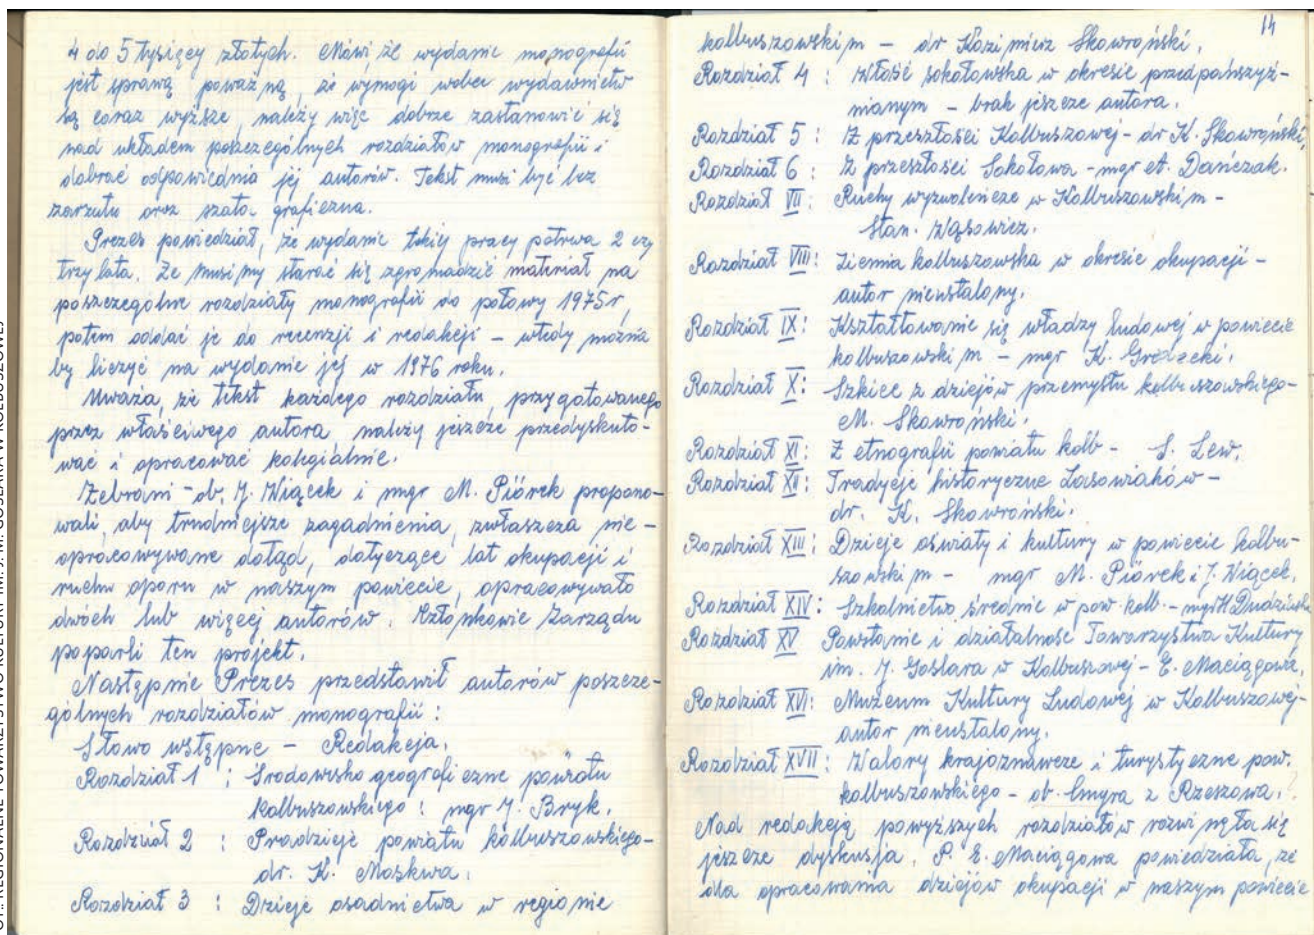 4 do 5 tysięcy złotych. Mówi że wydanie monografii
jest sprawą poważną, że wymogi wobec wydawnictw
są coraz wyższe, należy więc dobrze zastanowić się
nad układem poszczególnych rozdziałów monografii i
dobrać odpowiednio jej autorów. Tekst musi być bez
zarzutu oraz szata graficzna.
Prezes powiedział, że wydanie takiej pracy potrwa 2 czy
trzy lata. Że musimy starać się zgromadzić materiał na
poszczególne rozdziały monografii do połowy 1975 r,
potem oddać je do recenzji i redakcji – wtedy można
by liczyć na wydanie jej w 1976 roku.
Uważa, że tekst każdego rozdziału, przygotowanego
przez właściwego autora, należy jeszcze przedyskuto-
wać i opracować kolegialnie.
Zebrani – ob. J. Wiącek i mgr M. Piórek propono-
wali, aby trudniejsze zagadnienia, zwłaszcza nie-
opracowywane dotąd, dotyczące lat okupacji i
ruchu oporu w naszym powiecie, opracowywało
dwóch lub więcej autorów. Członkowie Zarządu
poparli ten projekt.
Następnie Prezes przedstawił autorów poszcze-
gólnych rozdziałów monografii:
Słowo wstępne – Redakcja.
Rozdział 1 : Środowisko geograficzne powiatu
kolbuszowskiego : mgr J. Bryk.
Rozdział 2 : Pradzieje powiatu kolbuszowskiego –
dr. K. Moskwa.
Rozdział 3 : Dzieje osadnictwa w regionie
14
kolbuszowskim – dr Kazimierz Skowroński.
Rozdział 4 : Włość sokołowska w okresie przedpańszyź-
nianym – brak jeszcze autora.
Rozdział 5 : Z przeszłości Kolbuszowej – dr K. Skowroński.
Rozdział 6 : Z przeszłości Sokołowa – mgr A. Dańczak.
Rozdział VII : Ruchy wyzwoleńcze w Kolbuszowskim –
Stan. Wąsowicz.
Rozdział VIII : Ziemia kolbuszowska w okresie okupacji –
autor nieustalony.
Rozdział IX : Kształtowanie się władzy ludowej w powiecie
kolbuszowskim – mgr K. Grodzecki.
Rozdział X : Szkice z dziejów przemysłu kolbuszowskiego –
M. Skowroński.
Rozdział XI : Z etnografii powiatu kolb – S. Lew.
Rozdział XII : Tradycje historyczne Lasowiaków –
dr. K. Skowroński.
Rozdział XIII : Dzieje oświaty i kultury w powiecie kolbu-
szowskim – mgr M. Piórek i J. Wiącek.
Rozdział XIV : Szkolnictwo średnie w pow. kolb. – mgr H. Dudzińska
Rozdział XV Powstanie i działalność Towarzystwa Kultury
im. J. Goslara w Kolbuszowej – E. Maciągowa.
Rozdział XVI : Muzeum Kultury Ludowej w Kolbuszowej –
autor nieustalony.
Rozdział XVII : Walory krajoznawcze i turystyczne pow.
kolbuszowskiego – ob. Cmyra z Rzeszowa. ?
Nad redakcją powyższych rozdziałów rozwinęła się
jeszcze dyskusja. P. E. Maciągowa powiedziała, że
dla opracowania dziejów okupacji w naszym powiecie